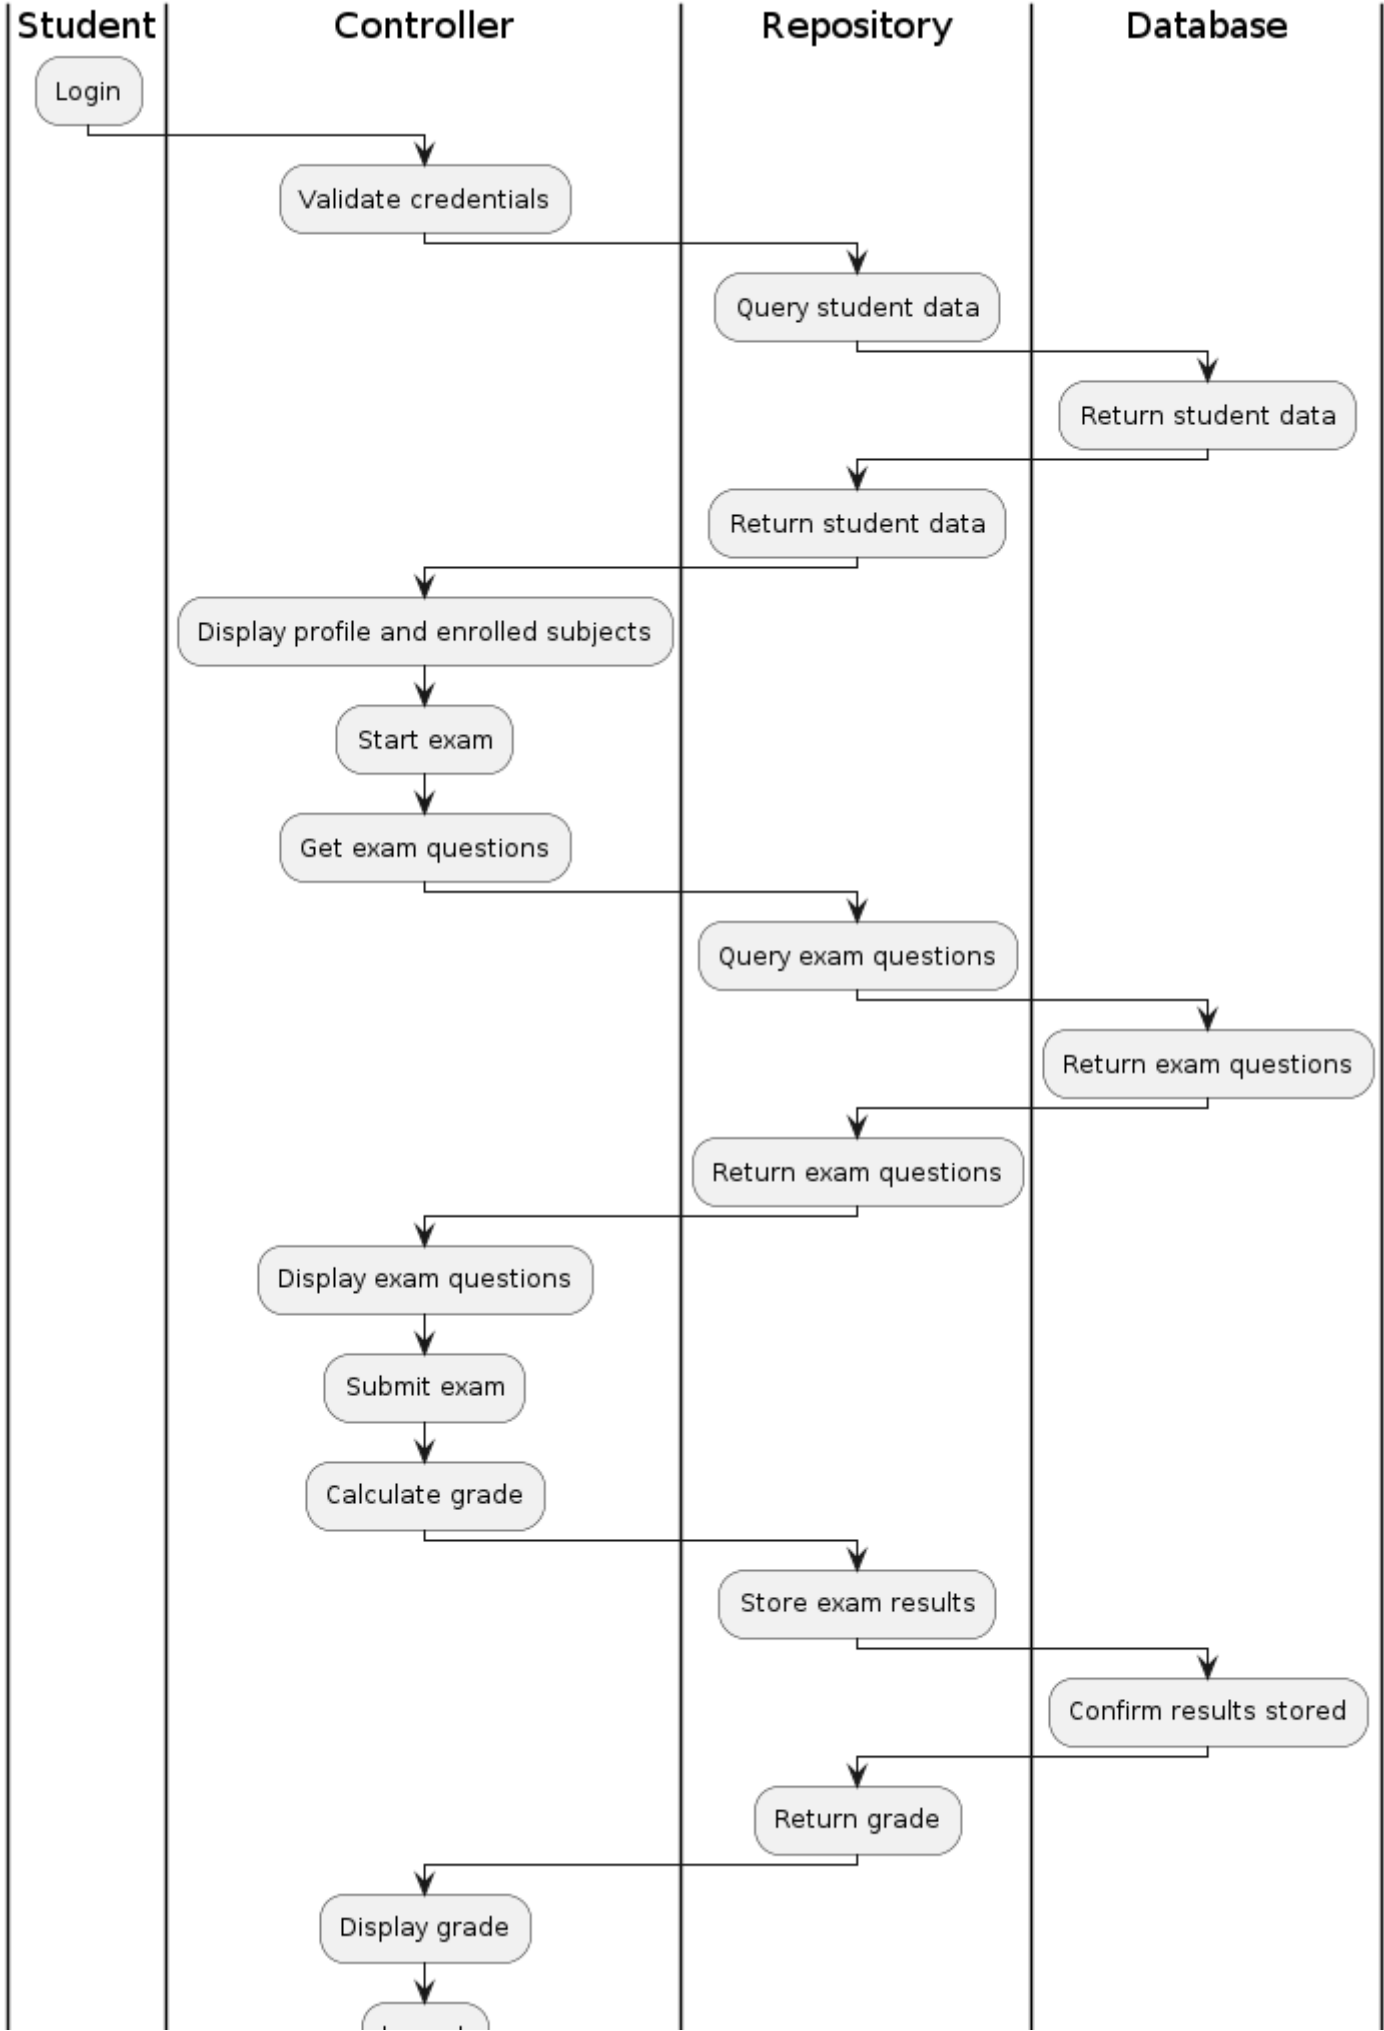 Student
Controller
Repository
Database
Login
Validate credentials
Query student data
Return student data
Return student data
Display profile and enrolled subjects
Start exam
Get exam questions
Query exam questions
Return exam questions
Return exam questions
Display exam questions
Submit exam
Calculate grade
Store exam results
Confirm results stored
Return grade
Display grade